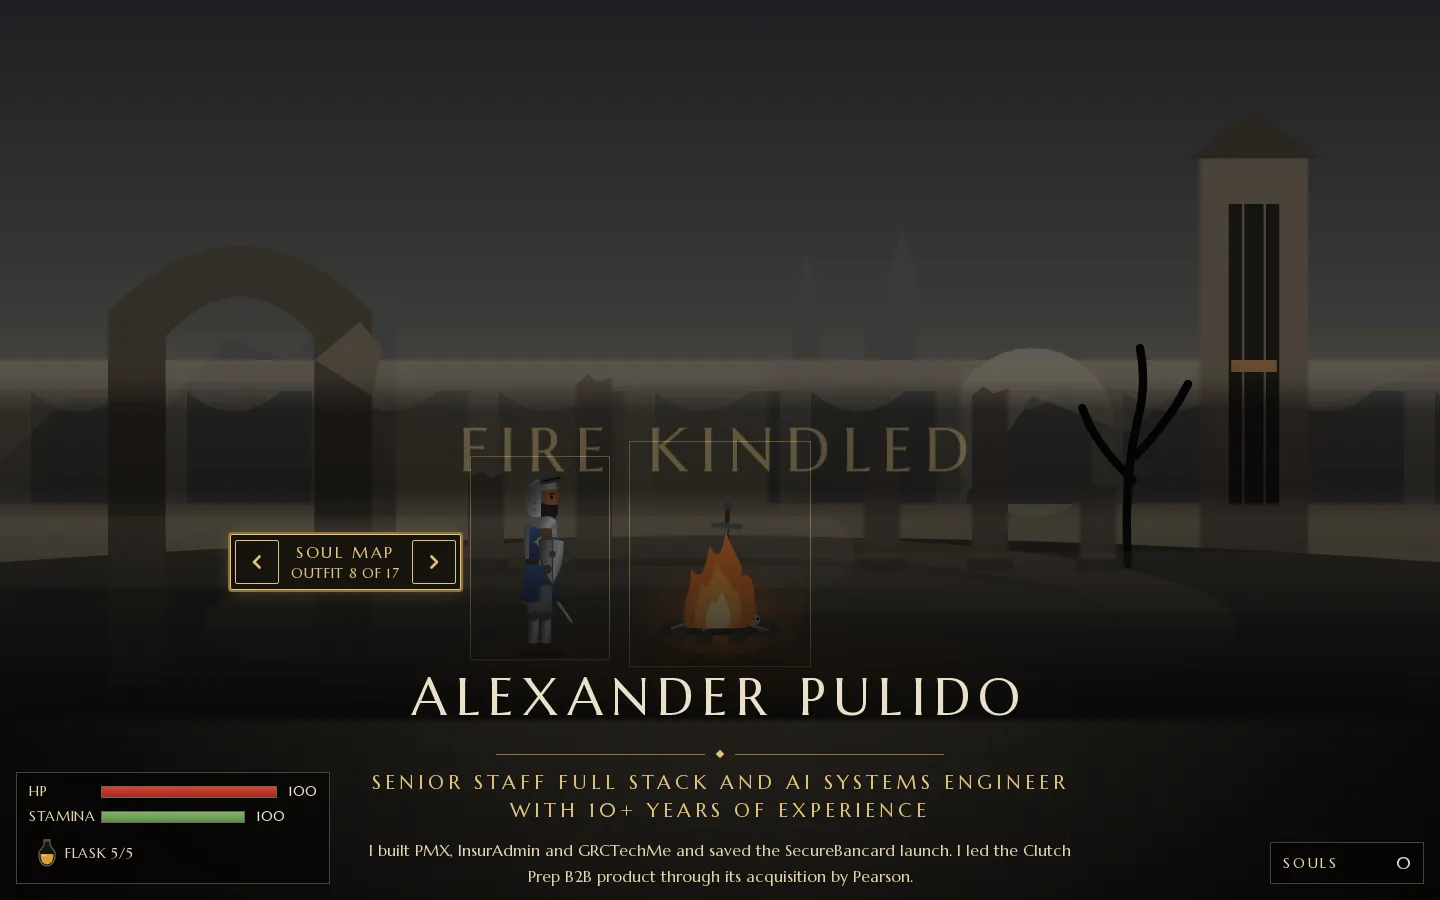 FIRE KINDLED
SOUL MAP
OUTFIT 8 OF 17
ALEXANDER PULIDO
SENIOR STAFF FULL STACK AND AI SYSTEMS ENGINEER
WITH 10+ YEARS OF EXPERIENCE
I built PMX, InsurAdmin and GRCTechMe and saved the SecureBancard launch. I led the Clutch
Prep B2B product through its acquisition by Pearson.
HP 100
STAMINA 100
FLASK 5/5
SOULS 0